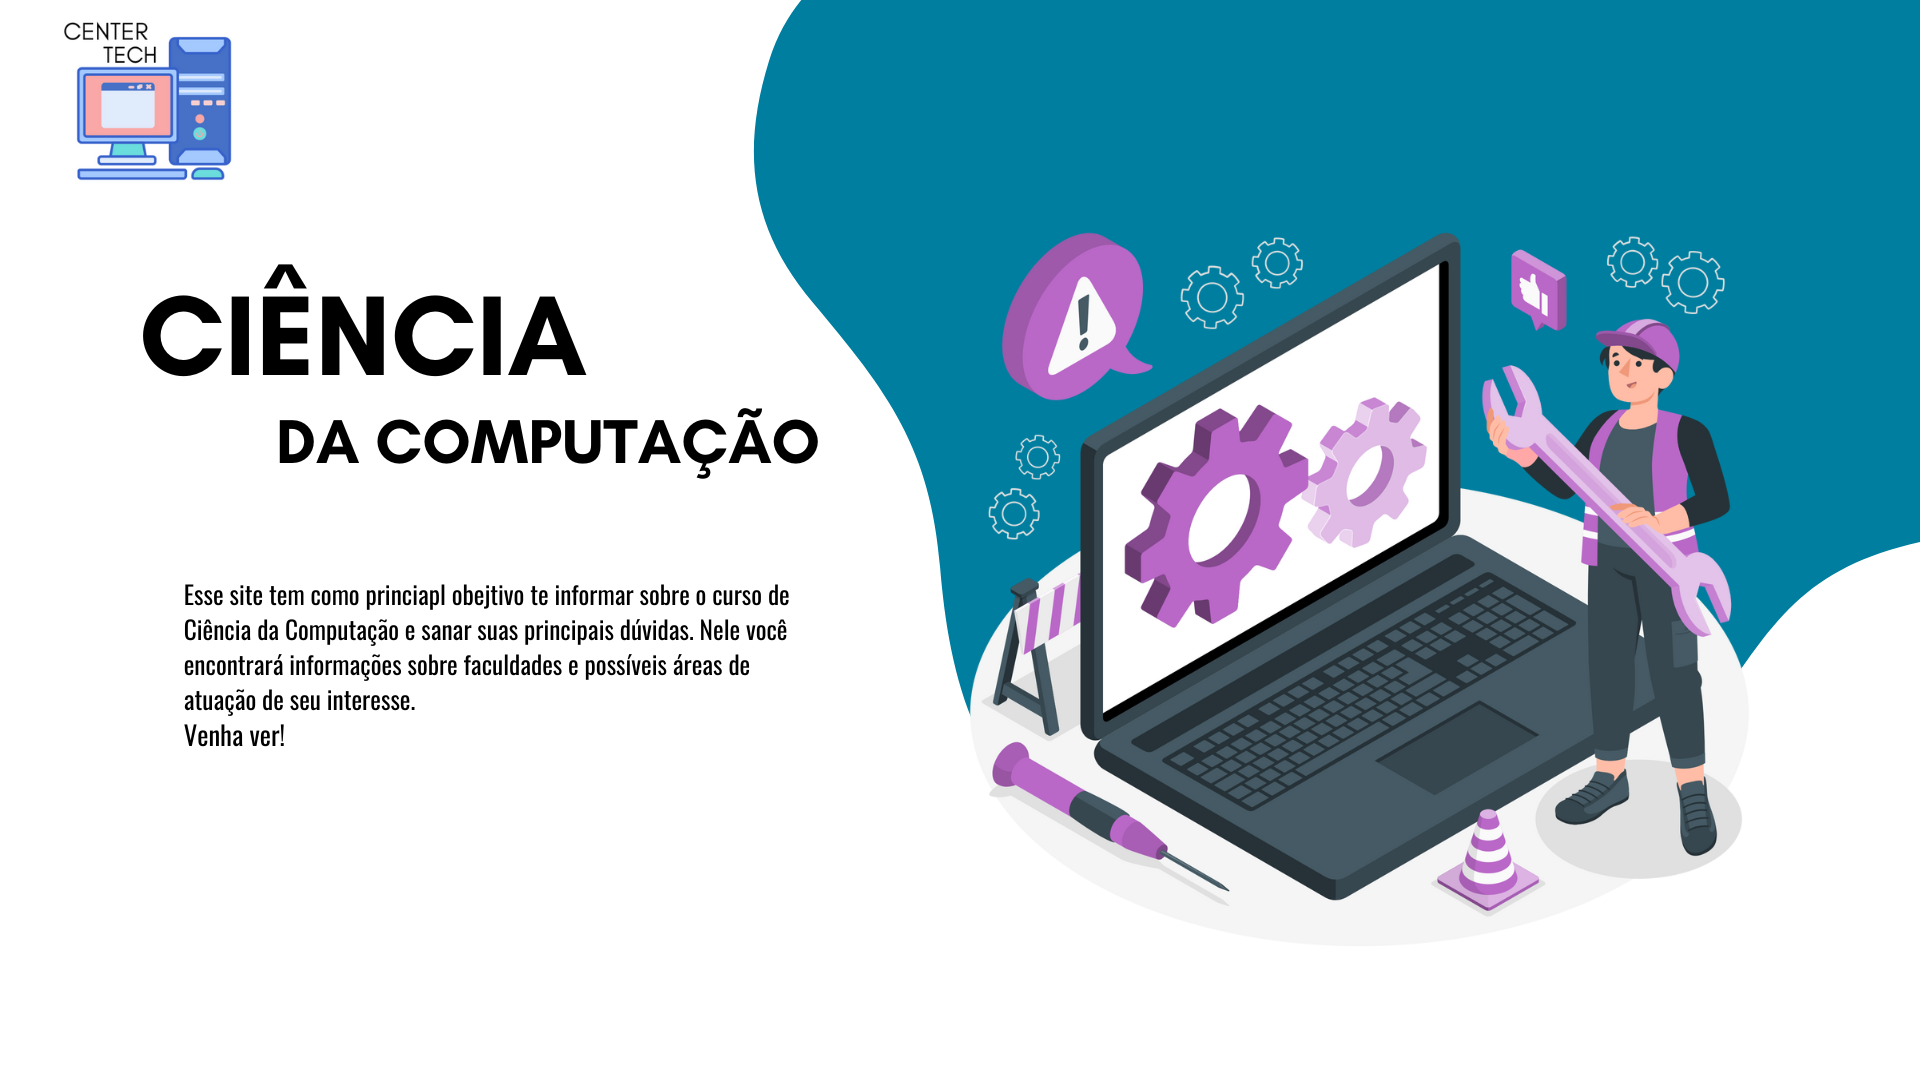 CENTER
TECH
CIÊNCIA
DA COMPUTAÇÃO
Esse site tem como princiapl obejtivo te informar sobre o curso de
Ciência da Computação e sanar suas principais dúvidas. Nele você
encontrará informações sobre faculdades e possíveis áreas de
atuação de seu interesse.
Venha ver!